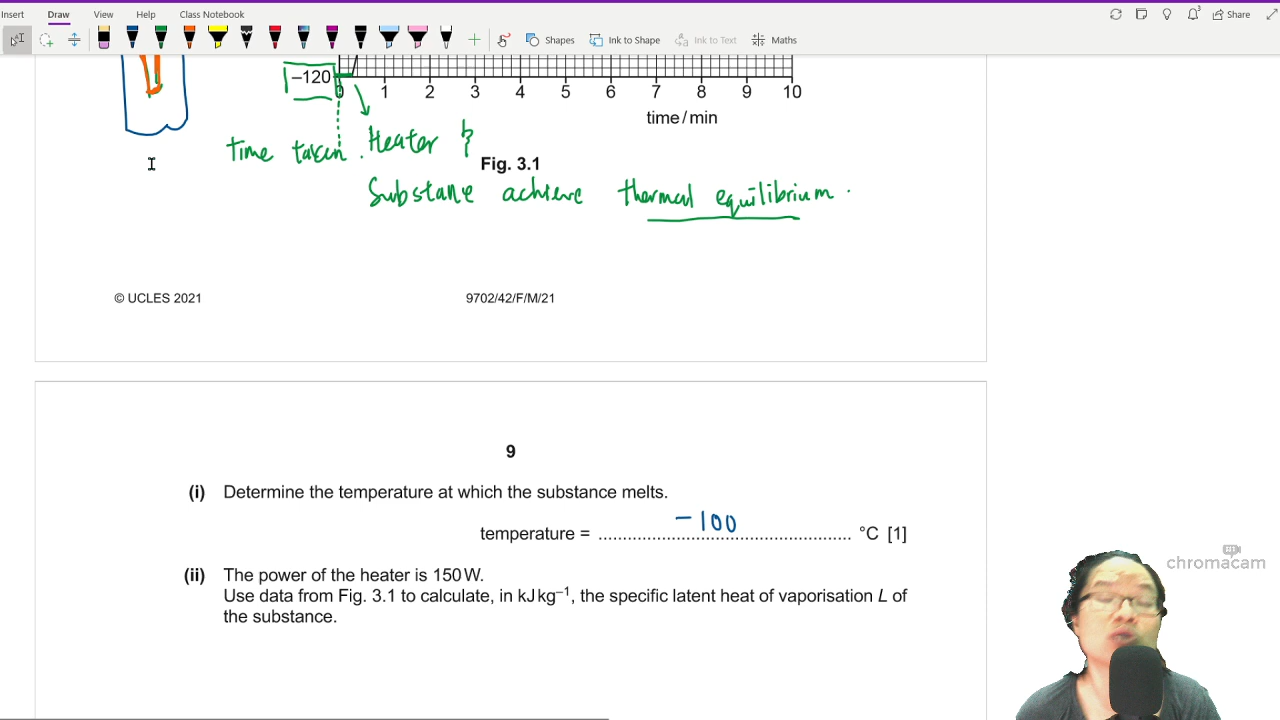 Insert Draw View Help Class Notebook 3 Share
Shapes Ink to Shape Ink to Text Maths
–120
0 1 2 3 4 5 6 7 8 9 10
time/min
time taken. Heater &
Fig. 3.1
Substane achieve thermal equilibrium.
© UCLES 2021 9702/42/F/M/21
9
(i) Determine the temperature at which the substance melts.
temperature = –100 °C [1]
(ii) The power of the heater is 150 W.
Use data from Fig. 3.1 to calculate, in kJ kg⁻¹, the specific latent heat of vaporisation L of
the substance.
chromacam